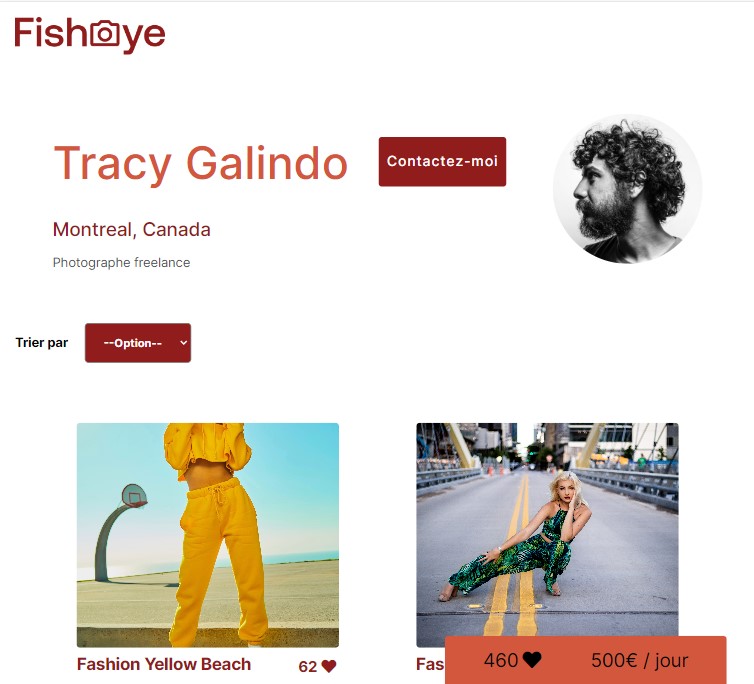 Fisheye
Tracy Galindo
Contactez-moi
Montreal, Canada
Photographe freelance
Trier par
--Option--
Fashion Yellow Beach
62
Fas
460
500€ / jour